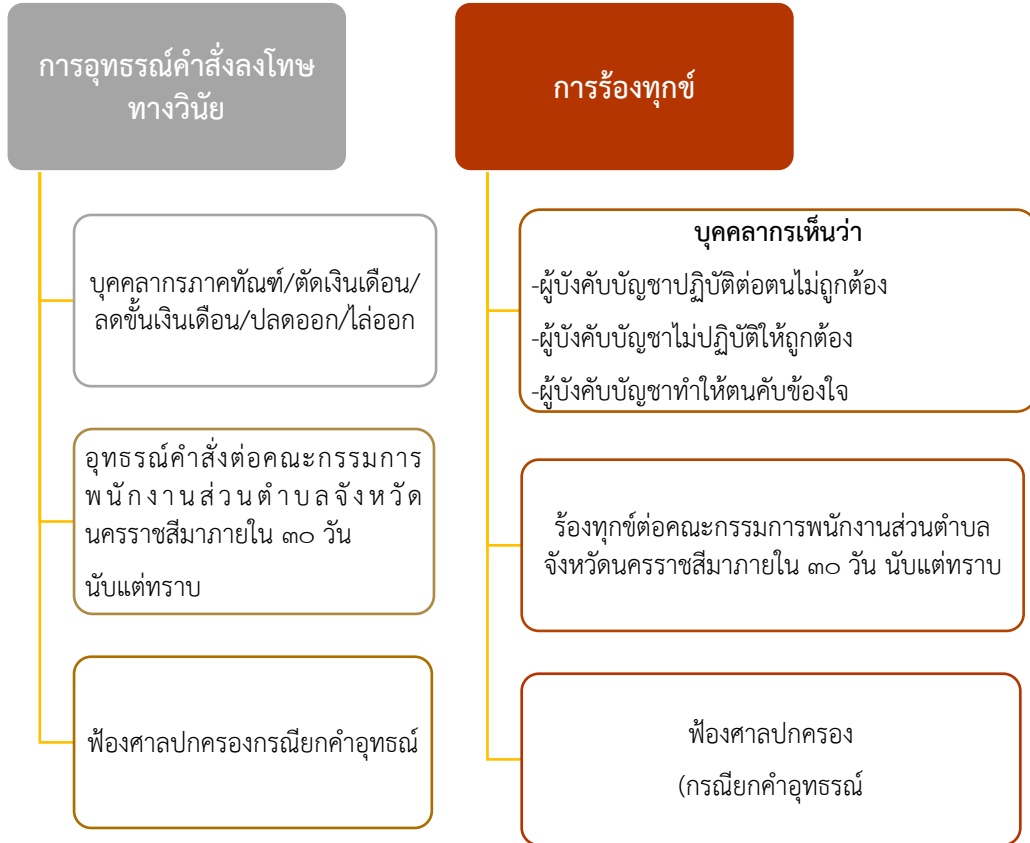 การอุทธรณ์คำสั่งลงโทษ
ทางวินัย
บุคคลากรภาคทัณฑ์/ตัดเงินเดือน/
ลดขั้นเงินเดือน/ปลดออก/ไล่ออก
อุทธรณ์คำสั่งต่อคณะกรรมการ
พนักงานส่วนตำบลจังหวัด
นครราชสีมาภายใน ๓๐ วัน
นับแต่ทราบ
ฟ้องศาลปกครองกรณียกคำอุทธณ์
การร้องทุกข์
บุคคลากรเห็นว่า
-ผู้บังคับบัญชาปฏิบัติต่อตนไม่ถูกต้อง
-ผู้บังคับบัญชาไม่ปฏิบัติให้ถูกต้อง
-ผู้บังคับบัญชาทำให้ตนคับข้องใจ
ร้องทุกข์ต่อคณะกรรมการพนักงานส่วนตำบล
จังหวัดนครราชสีมาภายใน ๓๐ วัน นับแต่ทราบ
ฟ้องศาลปกครอง
(กรณียกคำอุทธรณ์